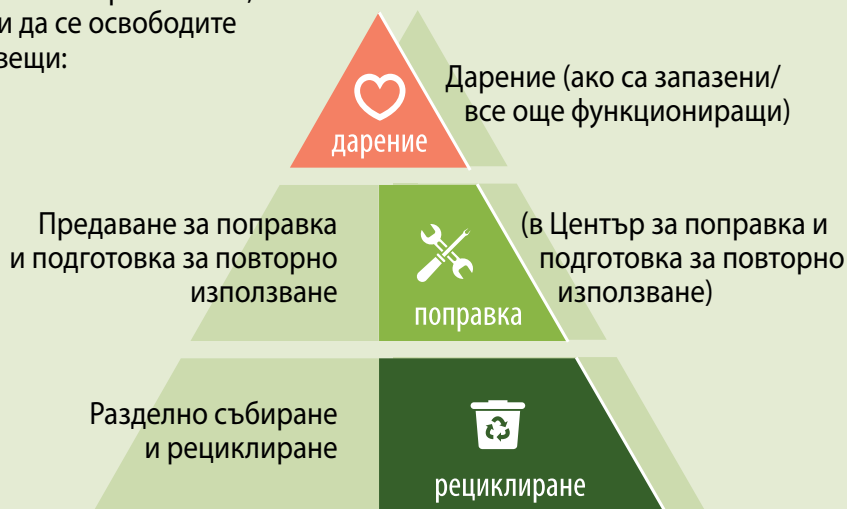 и да се освободите
вещи:
Дарение (ако са запазени/
все още функциониращи)
дарение
Предаване за поправка
и подготовка за повторно
използване
(в Център за поправка и
подготовка за повторно
използване)
поправка
Разделно събиране
и рециклиране
рециклиране